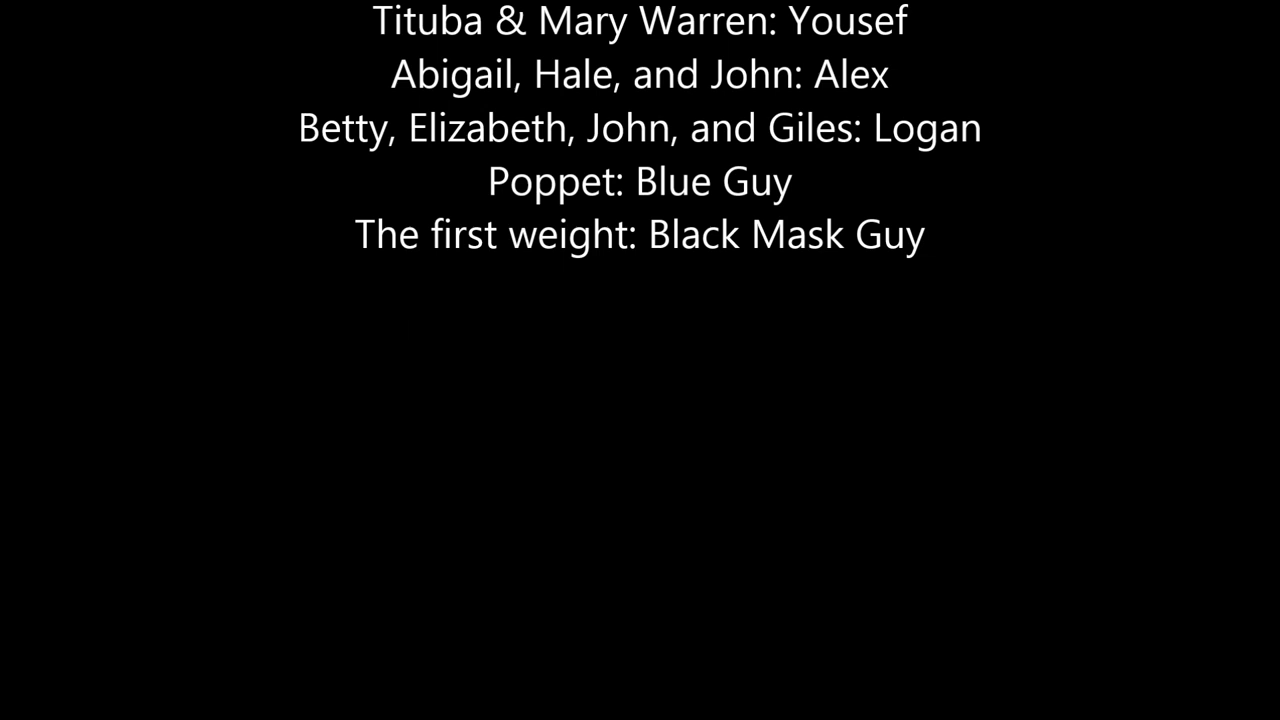 Tituba & Mary Warren: Yousef
Abigail, Hale, and John: Alex
Betty, Elizabeth, John, and Giles: Logan
Poppet: Blue Guy
The first weight: Black Mask Guy